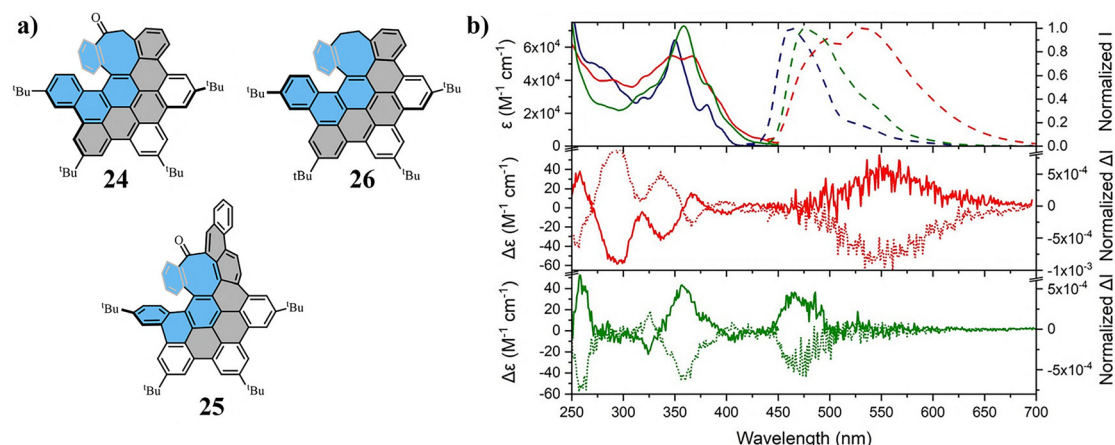 a)
O
ᵗBu
ᵗBu
ᵗBu
ᵗBu
24
ᵗBu
ᵗBu
tBu
ᵗBu
26
O
ᵗBu
ᵗBu
ᵗBu
ᵗBu
25
b)
ε (M⁻¹ cm⁻¹)
6x10⁴
4x10⁴
2x10⁴
0
1.0
0.8
0.6
0.4
0.2
0.0
Normalized I
Δε (M⁻¹ cm⁻¹)
40
20
0
-20
-40
-60
5x10⁻⁴
0
-5x10⁻⁴
-1x10⁻³
Normalized ΔI
Δε (M⁻¹ cm⁻¹)
40
20
0
-20
-40
-60
5x10⁻⁴
0
-5x10⁻⁴
Normalized ΔI
250 300 350 400 450 500 550 600 650 700
Wavelength (nm)